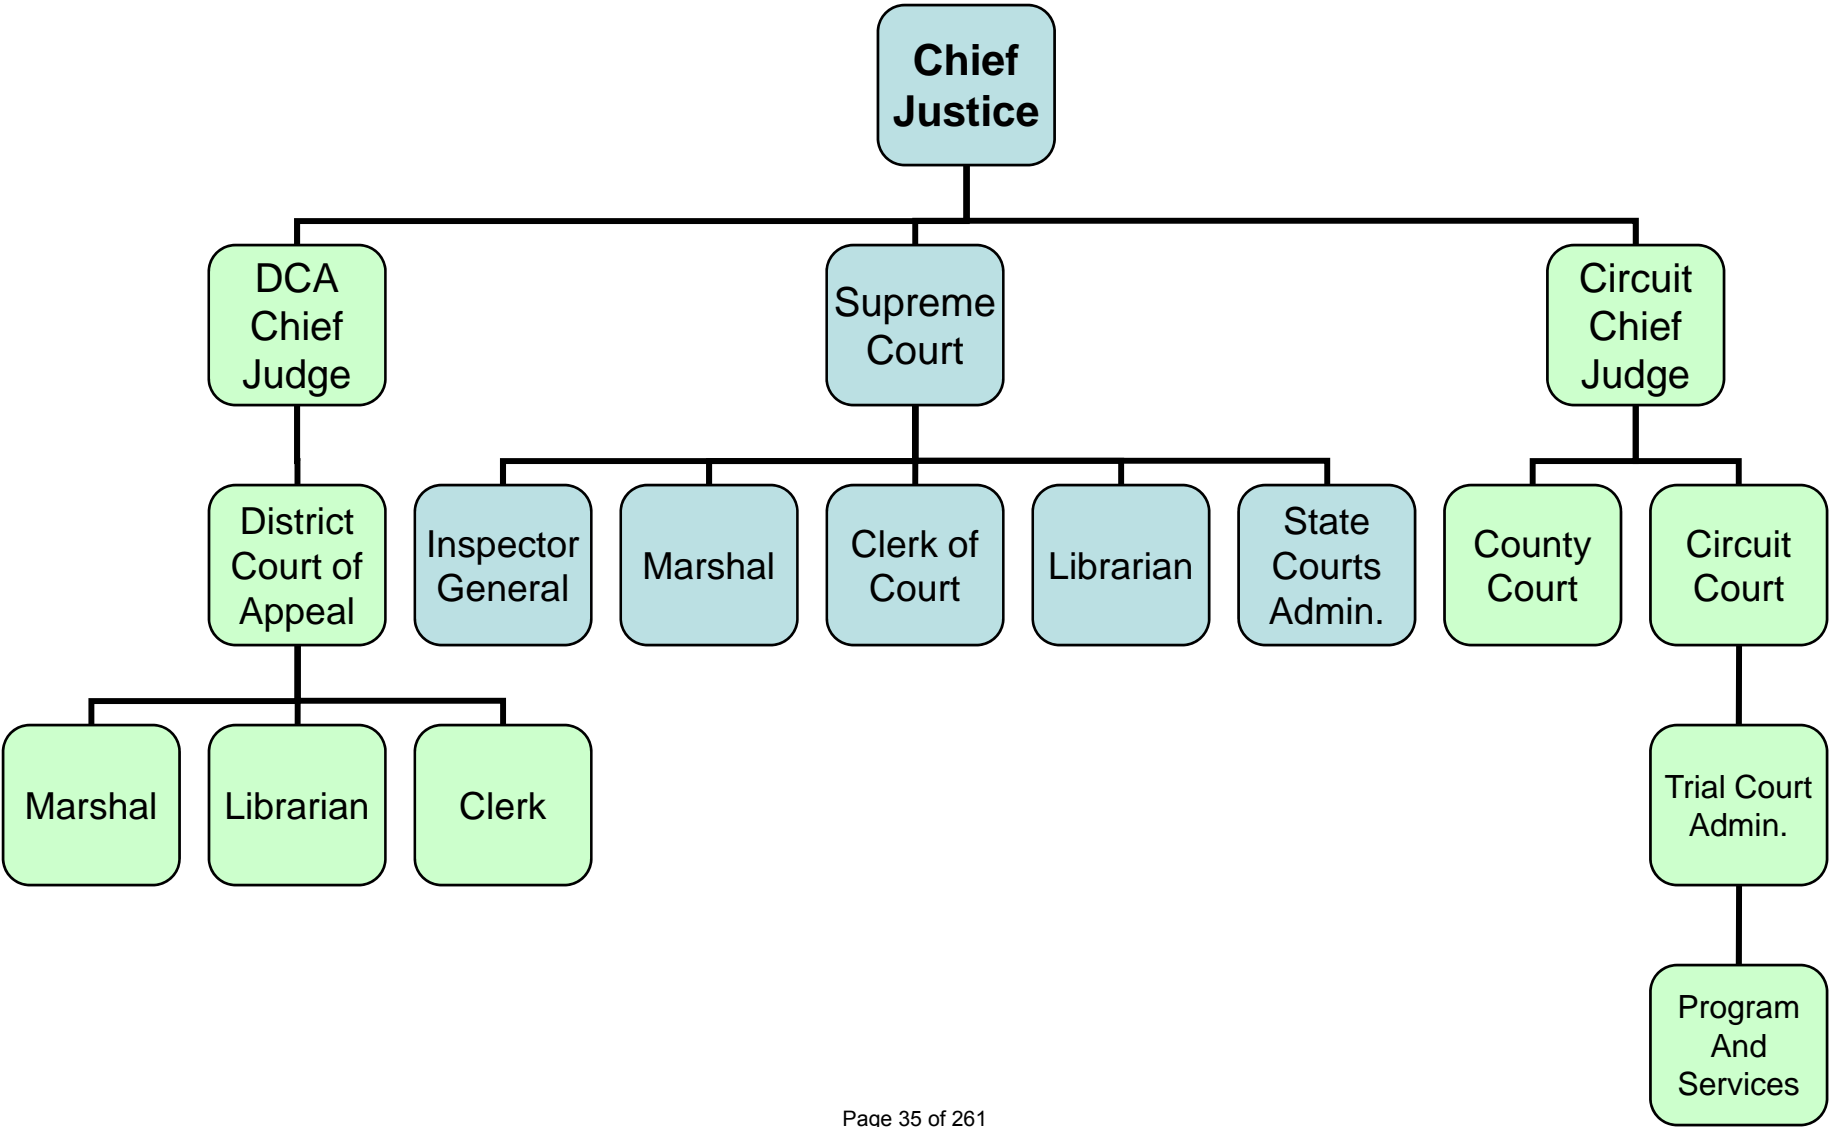 Chief
Justice
DCA
Chief
Judge
Supreme
Court
Circuit
Chief
Judge
District
Court of
Appeal
Inspector
General
Marshal
Clerk of
Court
Librarian
State
Courts
Admin.
County
Court
Circuit
Court
Marshal
Librarian
Clerk
Trial Court
Admin.
Program
And
Services
Page 35 of 261